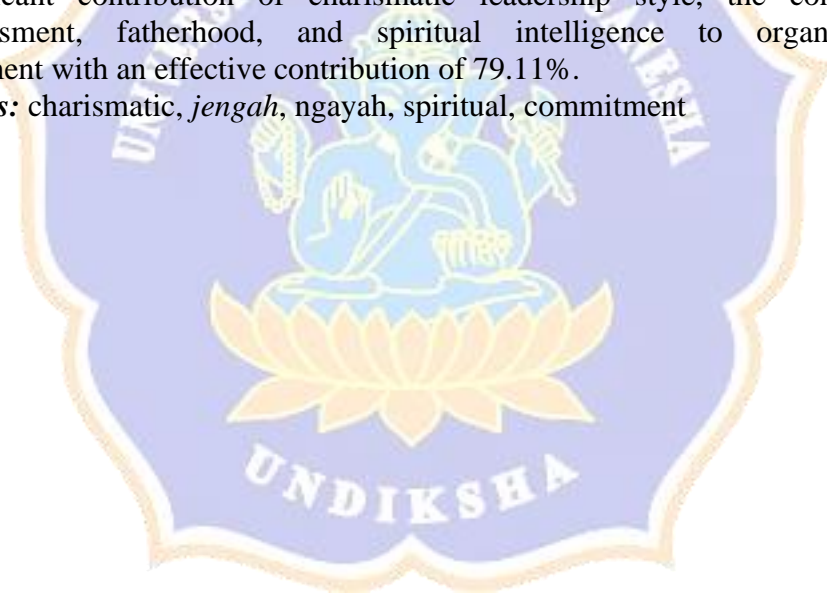 cant contribution of charismatic leadership style, the co
sment, fatherhood, and spiritual intelligence to organ
ent with an effective contribution of 79.11%.
s: charismatic, jengah, ngayah, spiritual, commitment
UNDIKSHA